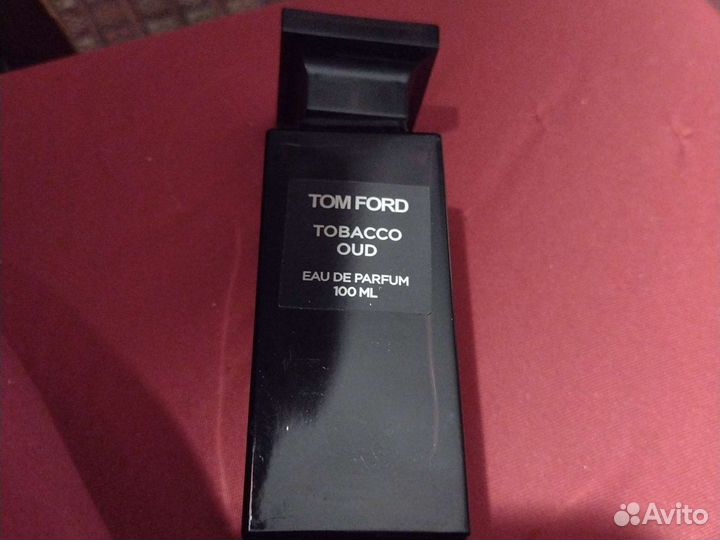 TOM FORD
TOBACCO
OUD
EAU DE PARFUM
100 ML
Avito